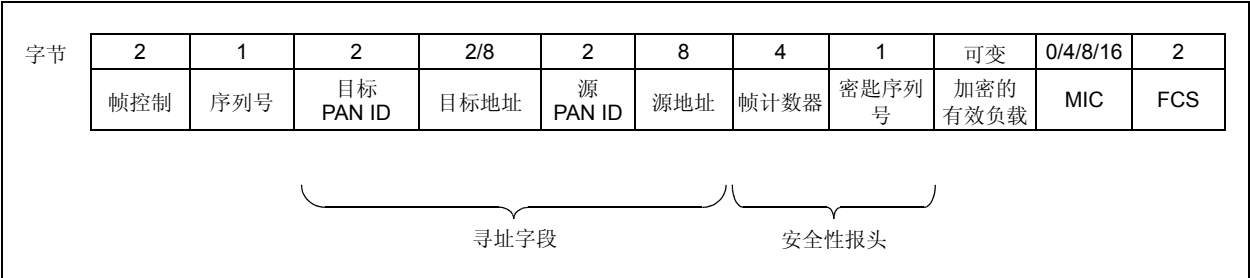 字节 2 1 2 2/8 2 8 4 1 可变 0/4/8/16 2
帧控制 序列号 目标 PAN ID 目标地址 源 PAN ID 源地址 帧计数器 密匙序列号 加密的有效负载 MIC FCS
寻址字段 安全性报头